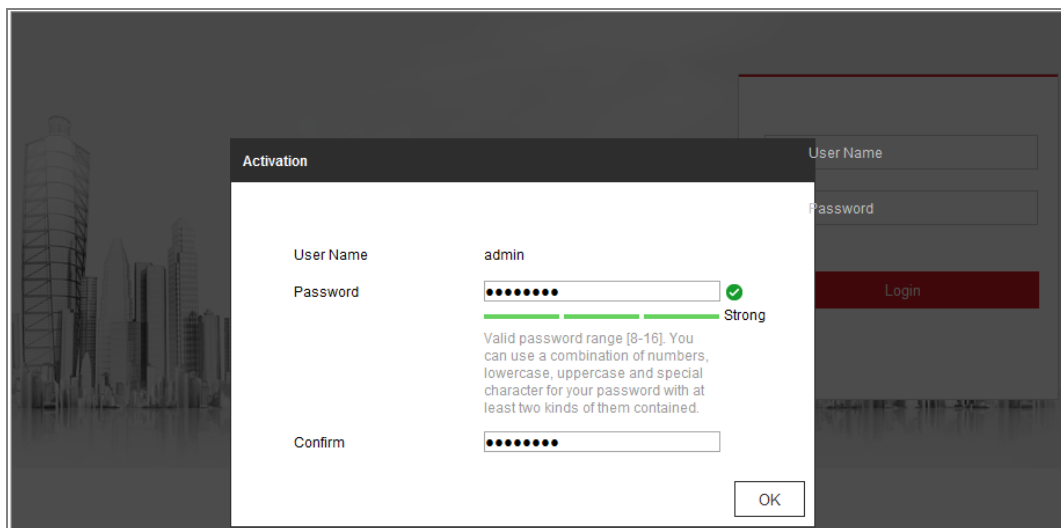 Activation
User Name
Password
Login
User Name admin
Password ●●●●●●●●
Strong
Valid password range [8-16]. You
can use a combination of numbers,
lowercase, uppercase and special
character for your password with at
least two kinds of them contained.
Confirm ●●●●●●●●
OK